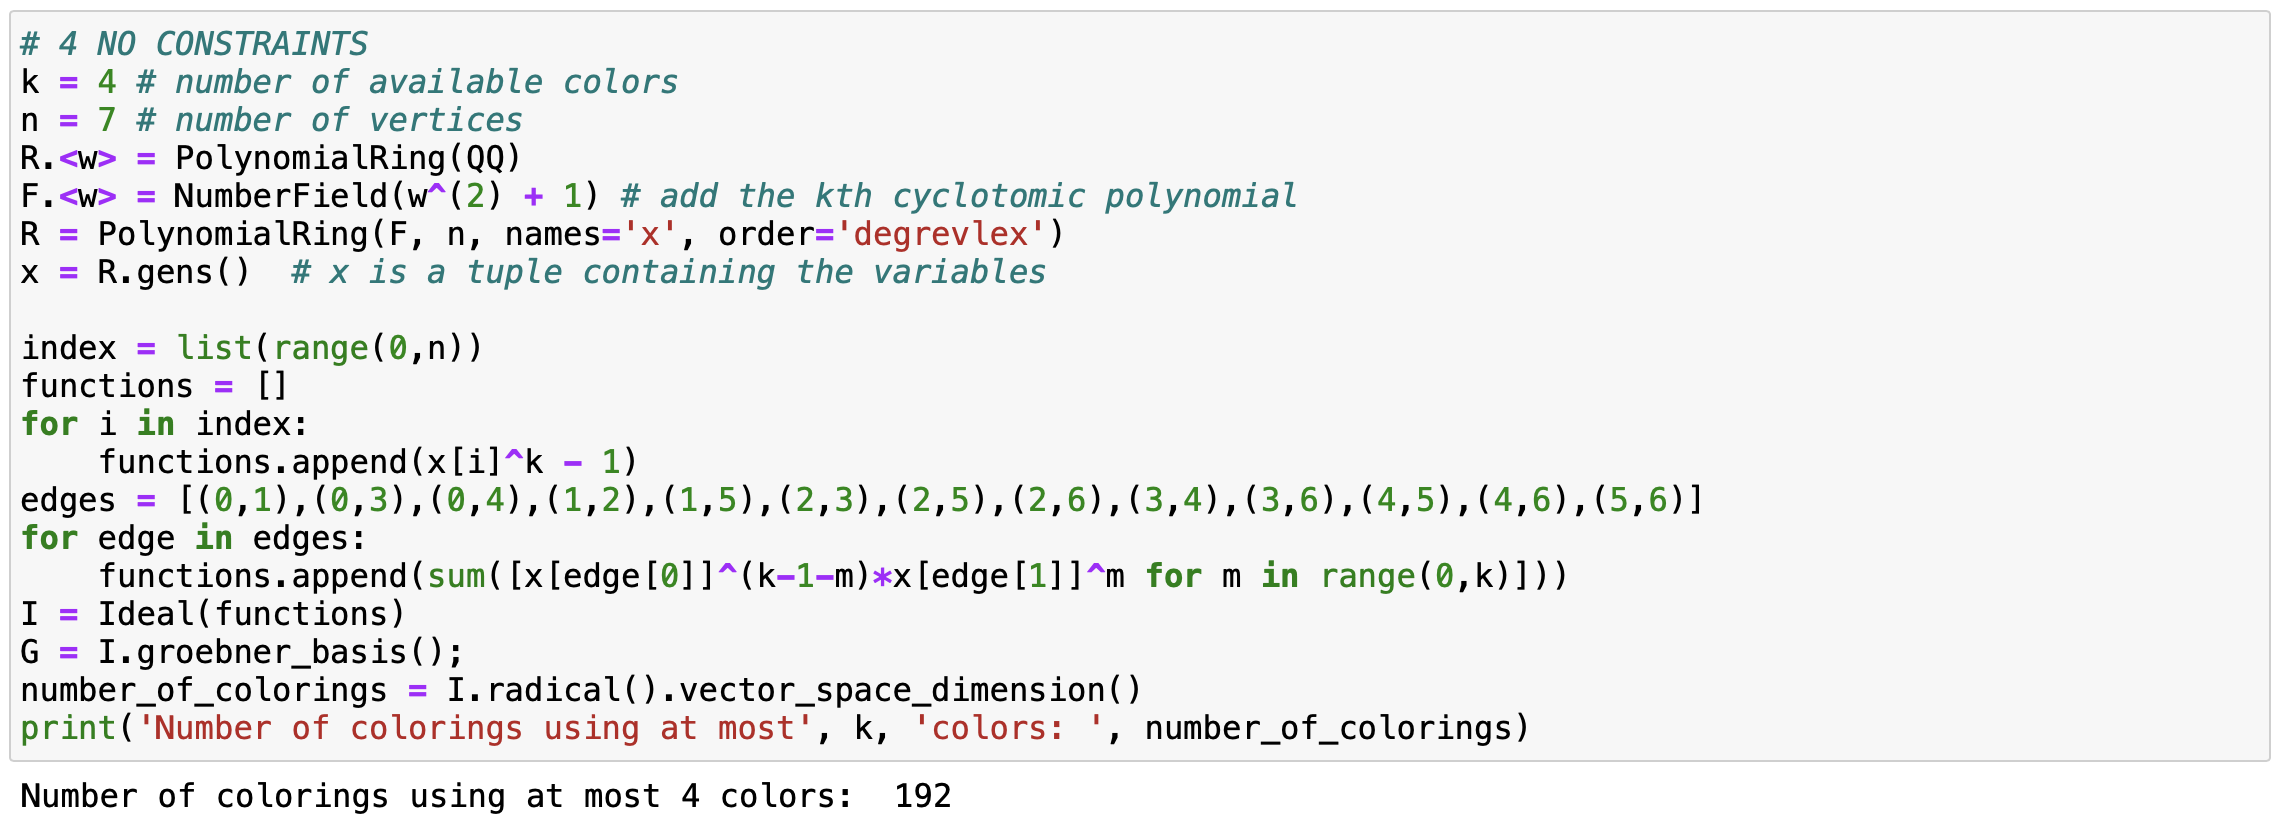 # 4 NO CONSTRAINTS
k = 4 # number of available colors
n = 7 # number of vertices
R.<w> = PolynomialRing(QQ)
F.<w> = NumberField(w^(2) + 1) # add the kth cyclotomic polynomial
R = PolynomialRing(F, n, names='x', order='degrevlex')
x = R.gens()  # x is a tuple containing the variables

index = list(range(0,n))
functions = []
for i in index:
    functions.append(x[i]^k - 1)
edges = [(0,1),(0,3),(0,4),(1,2),(1,5),(2,3),(2,5),(2,6),(3,4),(3,6),(4,5),(4,6),(5,6)]
for edge in edges:
    functions.append(sum([x[edge[0]]^(k-1-m)*x[edge[1]]^m for m in range(0,k)]))
I = Ideal(functions)
G = I.groebner_basis();
number_of_colorings = I.radical().vector_space_dimension()
print('Number of colorings using at most', k, 'colors: ', number_of_colorings)
Number of colorings using at most 4 colors:  192